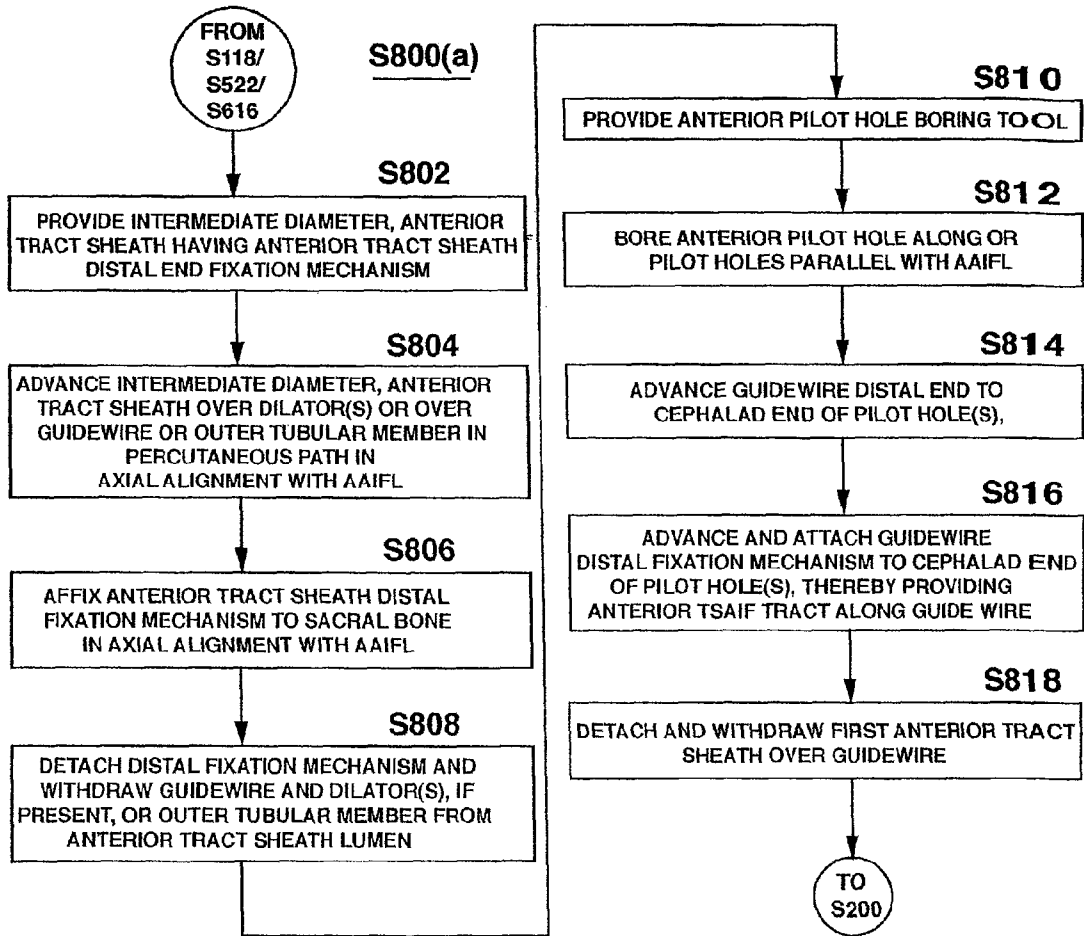 FROM
S118/
S522/
S616
S800(a)
S802
PROVIDE INTERMEDIATE DIAMETER, ANTERIOR
TRACT SHEATH HAVING ANTERIOR TRACT SHEATH
DISTAL END FIXATION MECHANISM
S804
ADVANCE INTERMEDIATE DIAMETER, ANTERIOR
TRACT SHEATH OVER DILATOR(S) OR OVER
GUIDEWIRE OR OUTER TUBULAR MEMBER IN
PERCUTANEOUS PATH IN
AXIAL ALIGNMENT WITH AAIFL
S806
AFFIX ANTERIOR TRACT SHEATH DISTAL
FIXATION MECHANISM TO SACRAL BONE
IN AXIAL ALIGNMENT WITH AAIFL
S808
DETACH DISTAL FIXATION MECHANISM AND
WITHDRAW GUIDEWIRE AND DILATOR(S), IF
PRESENT, OR OUTER TUBULAR MEMBER FROM
ANTERIOR TRACT SHEATH LUMEN
S810
PROVIDE ANTERIOR PILOT HOLE BORING TOOL
S812
BORE ANTERIOR PILOT HOLE ALONG OR
PILOT HOLES PARALLEL WITH AAIFL
S814
ADVANCE GUIDEWIRE DISTAL END TO
CEPHALAD END OF PILOT HOLE(S),
S816
ADVANCE AND ATTACH GUIDEWIRE
DISTAL FIXATION MECHANISM TO CEPHALAD END
OF PILOT HOLE(S), THEREBY PROVIDING
ANTERIOR TSAIF TRACT ALONG GUIDE WIRE
S818
DETACH AND WITHDRAW FIRST ANTERIOR TRACT
SHEATH OVER GUIDEWIRE
TO
S200